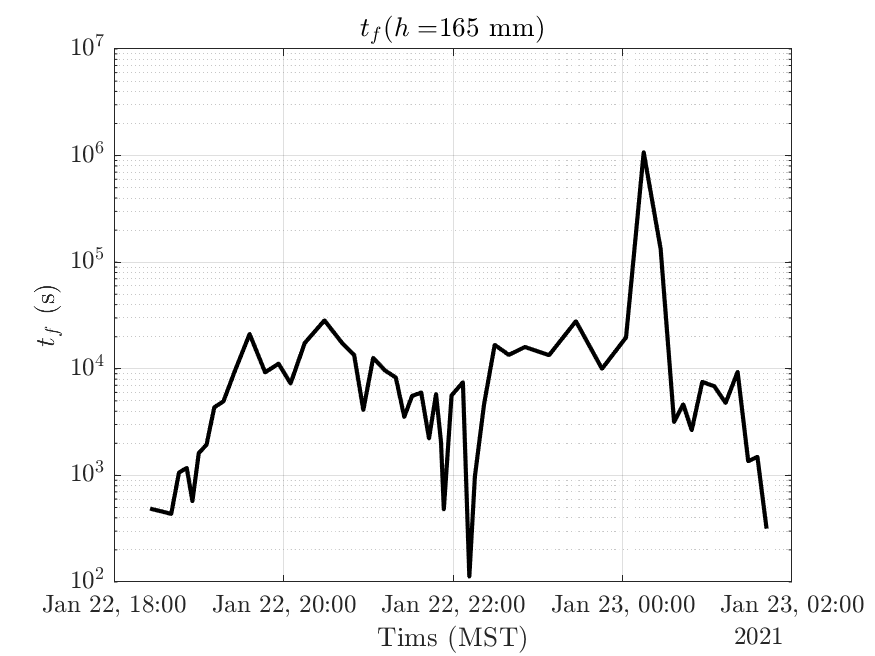 t_f(h =165 mm)
10^7
10^6
10^5
10^4
10^3
10^2
t_f (s)
Jan 22, 18:00 Jan 22, 20:00 Jan 22, 22:00 Jan 23, 00:00 Jan 23, 02:00
Tims (MST) 2021